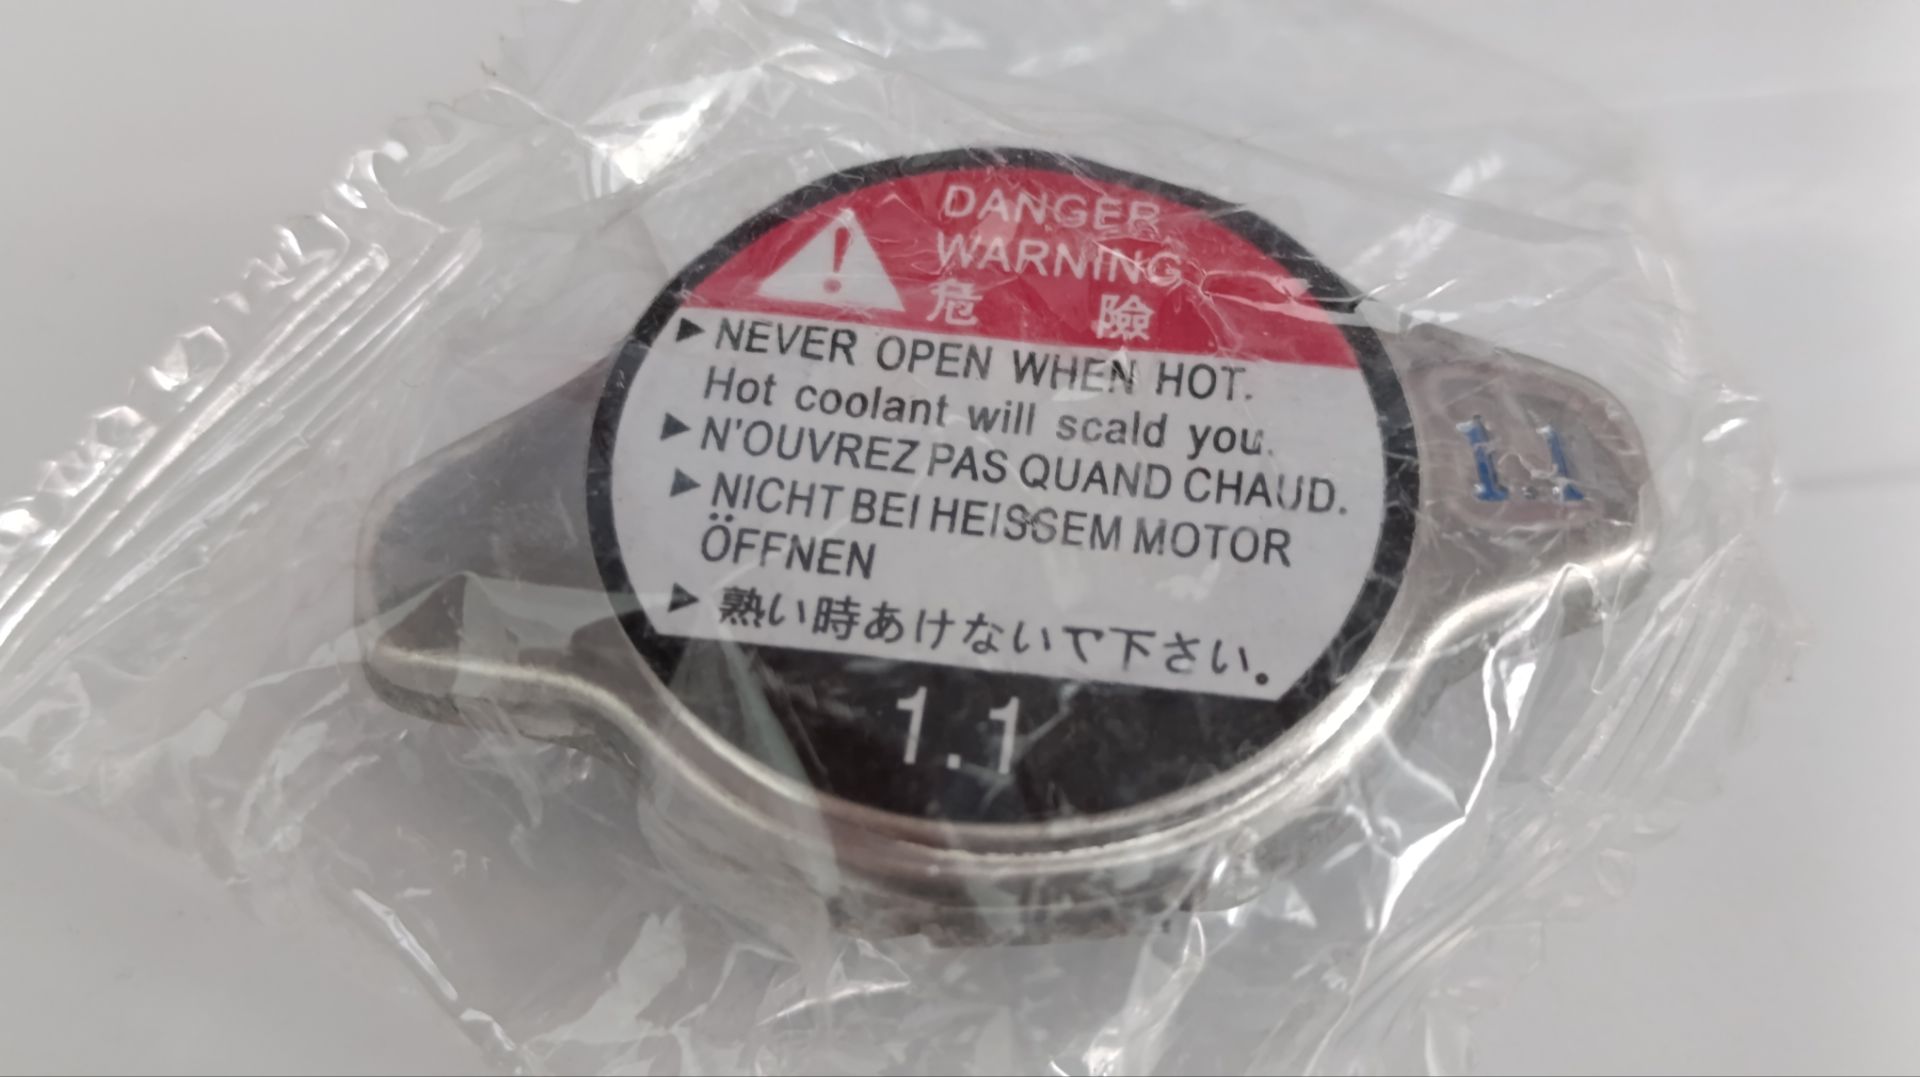 DANGER
WARNING
危 險
▶ NEVER OPEN WHEN HOT.
Hot coolant will scald you.
▶ N'OUVREZ PAS QUAND CHAUD.
▶ NICHT BEI HEISSEM MOTOR
ÖFFNEN
▶ 熱い時あけないで下さい。
1.1
1.1